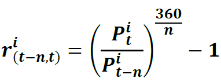 r^i_{(t-n,t)} = (P^i_t / P^i_{t-n})^{360/n} - 1